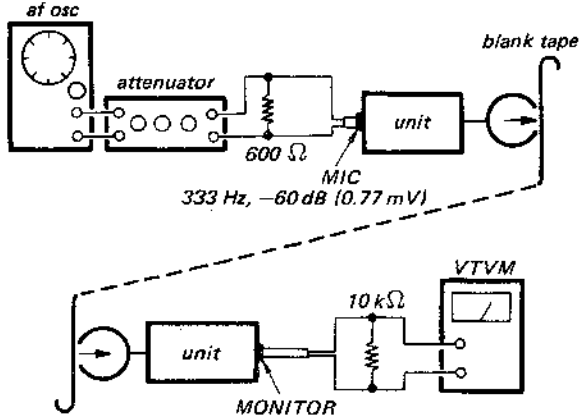 af osc
blank tape
attenuator
unit
600 Ω
MIC
333 Hz, −60 dB (0.77 mV)
VTVM
10 kΩ
unit
MONITOR